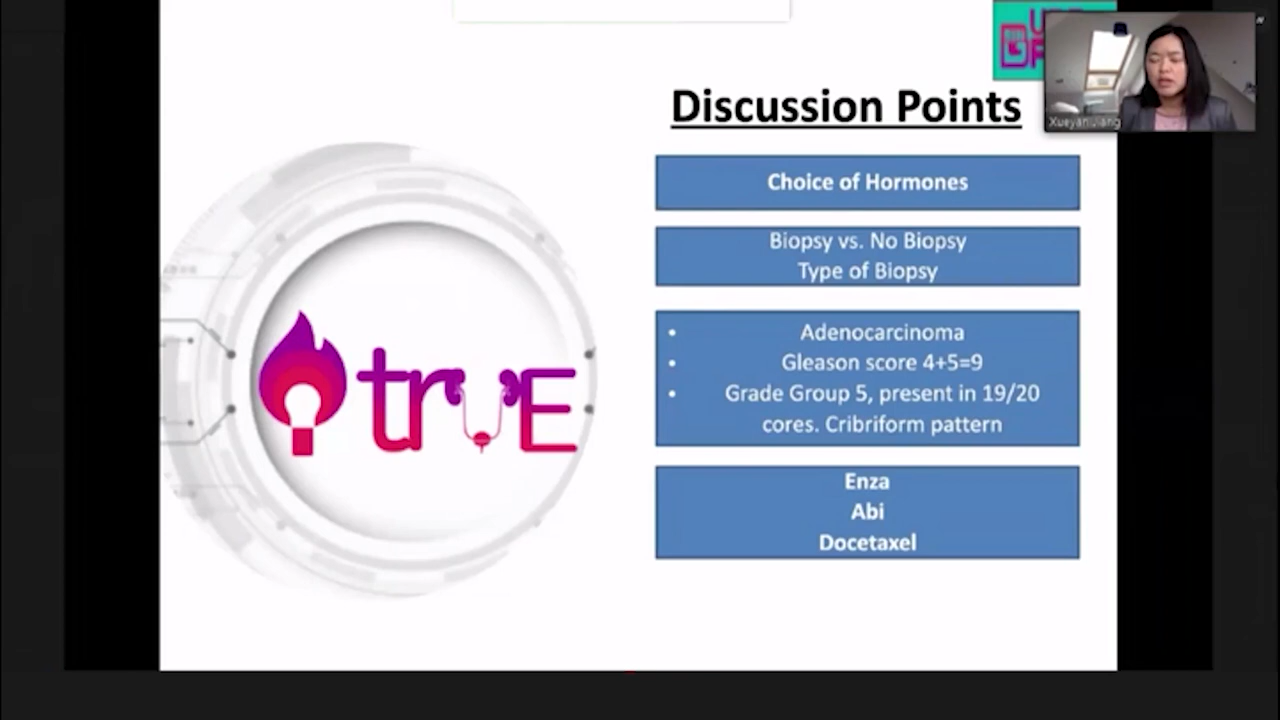 Discussion Points
XueyanJiang
Choice of Hormones
Biopsy vs. No Biopsy
Type of Biopsy
• Adenocarcinoma
• Gleason score 4+5=9
• Grade Group 5, present in 19/20
cores. Cribriform pattern
Enza
Abi
Docetaxel
trUE